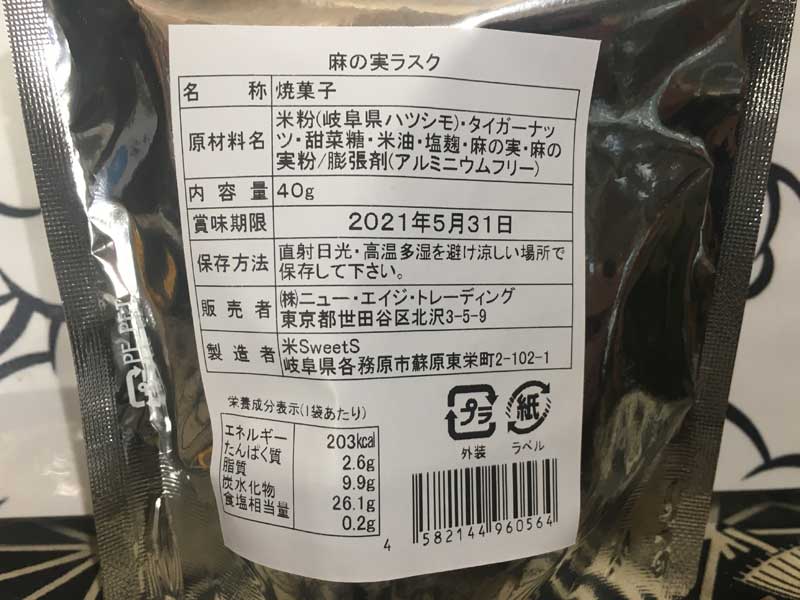 麻の実ラスク
名称 焼菓子
原材料名 米粉(岐阜県ハツシモ)・タイガーナッ
ツ・甜菜糖・米油・塩麹・麻の実・麻の
実粉/膨張剤(アルミニウムフリー)
内容量 40g
賞味期限 2021年5月31日
保存方法 直射日光・高温多湿を避け涼しい場所で
保存して下さい。
販売者 ㈱ニュー・エイジ・トレーディング
東京都世田谷区北沢3-5-9
製造者 米SweetS
岐阜県各務原市蘇原東栄町2-102-1
栄養成分表示(1袋あたり)
エネルギー 203kcal
たんぱく質 2.6g
脂質 9.9g
炭水化物 26.1g
食塩相当量 0.2g
プラ 紙
外装 ラベル
4 582144 960564